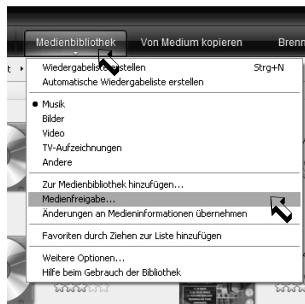 Medienbibliothek Von Medium kopieren Brenn
t
Wiedergabeliste erstellen Strg+N
Automatische Wiedergabeliste erstellen
Musik
Bilder
Video
TV-Aufzeichnungen
Andere
Zur Medienbibliothek hinzufügen...
Medienfreigabe...
Änderungen an Medieninformationen übernehmen
Favoriten durch Ziehen zur Liste hinzufügen
Weitere Optionen...
Hilfe beim Gebrauch der Bibliothek